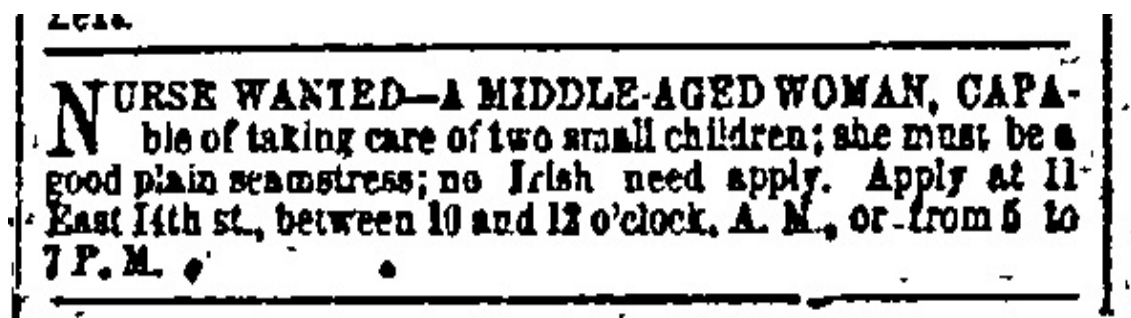 NURSE WANTED—A MIDDLE-AGED WOMAN, CAPA-
ble of taking care of two small children; she must be a
good plain seamstress; no Irish need apply. Apply at 11
East 14th st., between 10 and 12 o'clock, A. M., or from 5 to
7 P. M.